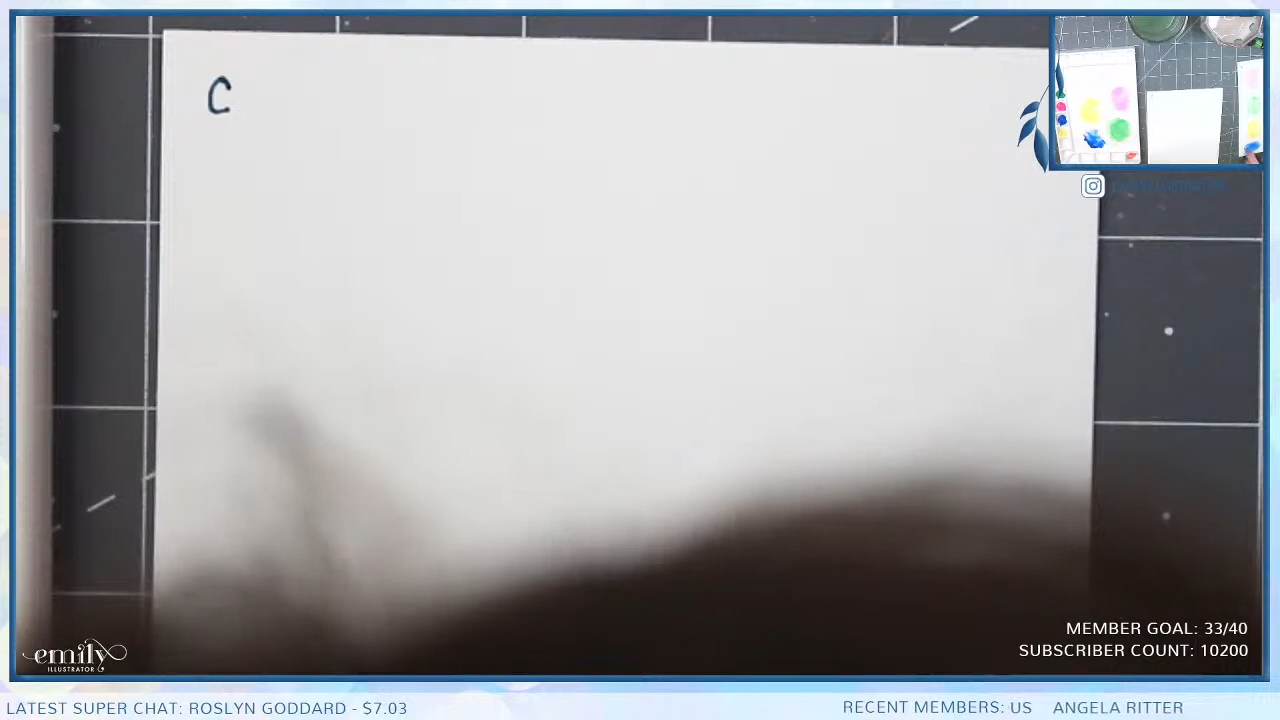 C
emily
ILLUSTRATOR
MEMBER GOAL: 33/40
SUBSCRIBER COUNT: 10200
LATEST SUPER CHAT: ROSLYN GODDARD - $7.03
RECENT MEMBERS: US ANGELA RITTER